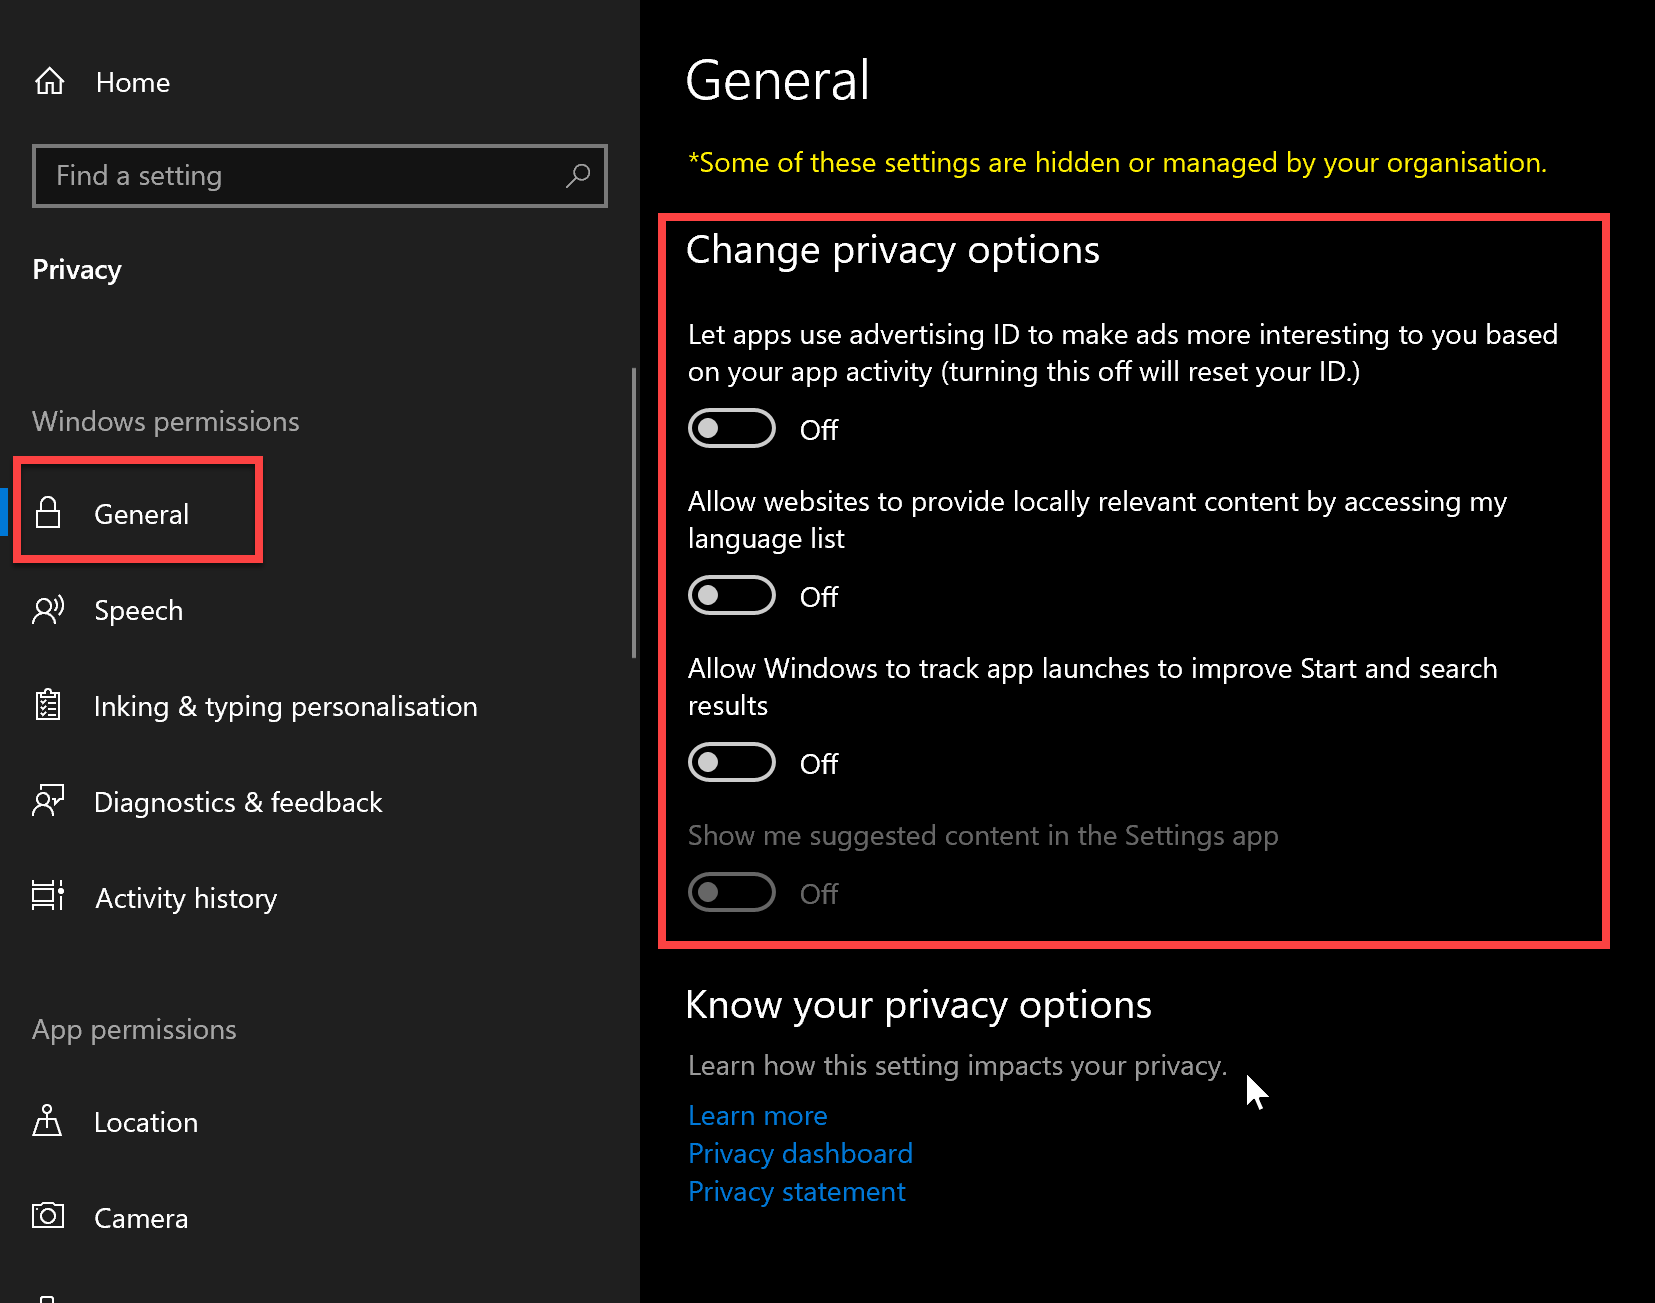 Home
Find a setting
Privacy
Windows permissions
General
Speech
Inking & typing personalisation
Diagnostics & feedback
Activity history
App permissions
Location
Camera
General
*Some of these settings are hidden or managed by your organisation.
Change privacy options
Let apps use advertising ID to make ads more interesting to you based
on your app activity (turning this off will reset your ID.)
Off
Allow websites to provide locally relevant content by accessing my
language list
Off
Allow Windows to track app launches to improve Start and search
results
Off
Show me suggested content in the Settings app
Off
Know your privacy options
Learn how this setting impacts your privacy.
Learn more
Privacy dashboard
Privacy statement